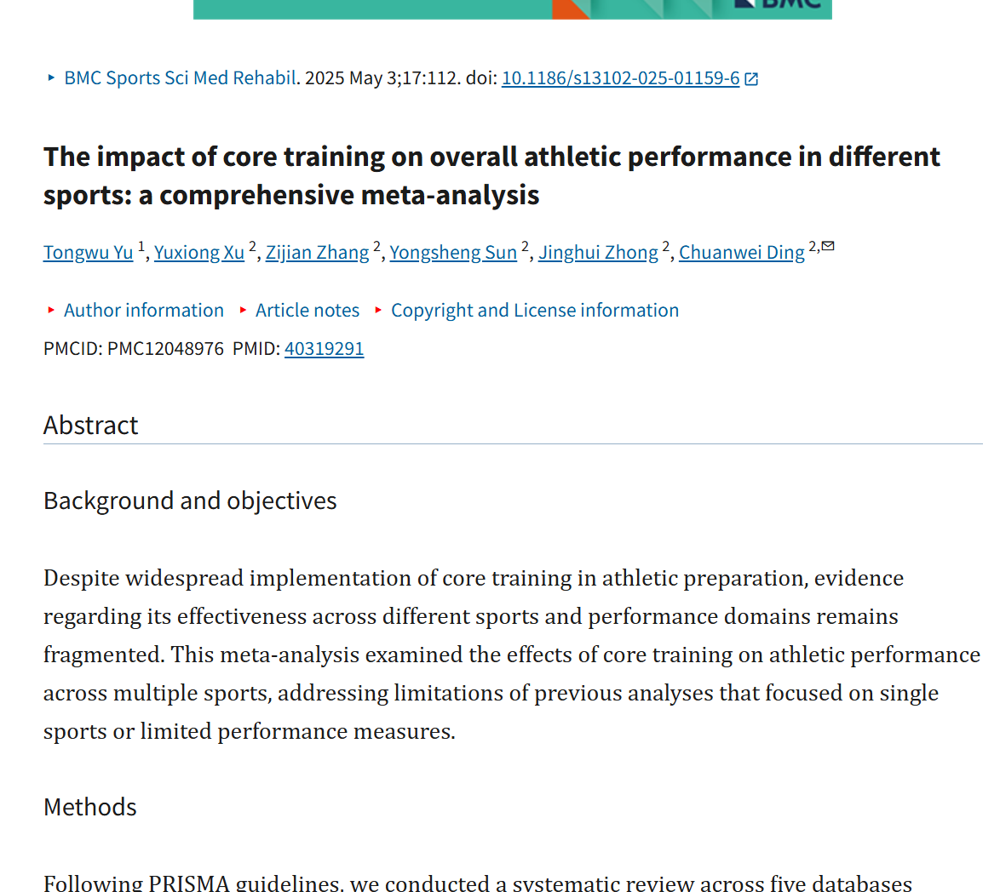 BMC
BMC Sports Sci Med Rehabil. 2025 May 3;17:112. doi: 10.1186/s13102-025-01159-6
The impact of core training on overall athletic performance in different
sports: a comprehensive meta-analysis
Tongwu Yu 1, Yuxiong Xu 2, Zijian Zhang 2, Yongsheng Sun 2, Jinghui Zhong 2, Chuanwei Ding 2,✉
Author information Article notes Copyright and License information
PMCID: PMC12048976 PMID: 40319291
Abstract
Background and objectives
Despite widespread implementation of core training in athletic preparation, evidence
regarding its effectiveness across different sports and performance domains remains
fragmented. This meta-analysis examined the effects of core training on athletic performance
across multiple sports, addressing limitations of previous analyses that focused on single
sports or limited performance measures.
Methods
Following PRISMA guidelines, we conducted a systematic review across five databases